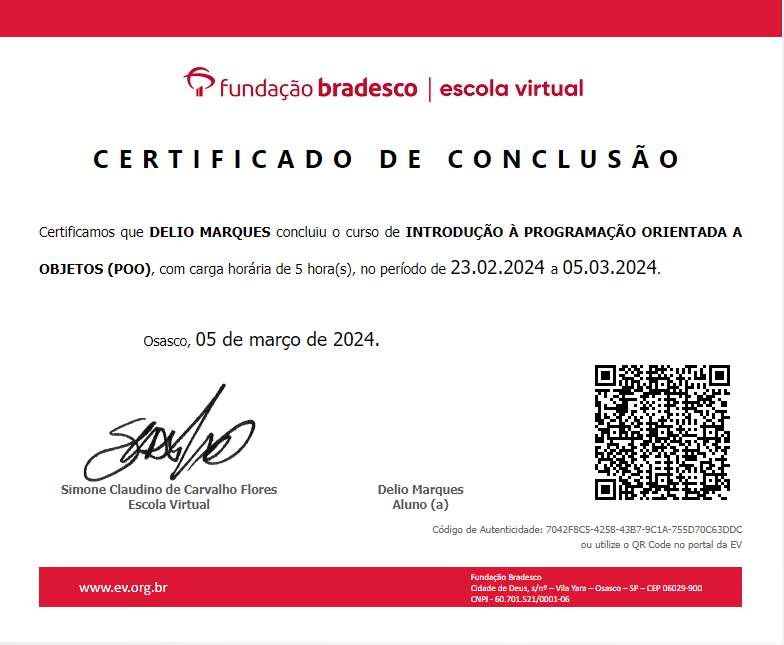 fundação bradesco | escola virtual
CERTIFICADO DE CONCLUSÃO
Certificamos que DELIO MARQUES concluiu o curso de INTRODUÇÃO À PROGRAMAÇÃO ORIENTADA A
OBJETOS (POO), com carga horária de 5 hora(s), no período de 23.02.2024 a 05.03.2024.
Osasco, 05 de março de 2024.
Simone Claudino de Carvalho Flores
Escola Virtual
Delio Marques
Aluno (a)
Código de Autenticidade: 7042F8C5-4258-43B7-9C1A-755D70C63DDC
ou utilize o QR Code no portal da EV
www.ev.org.br
Fundação Bradesco
Cidade de Deus, s/nº – Vila Yara – Osasco – SP – CEP 06029-900
CNPJ - 60.701.521/0001-06